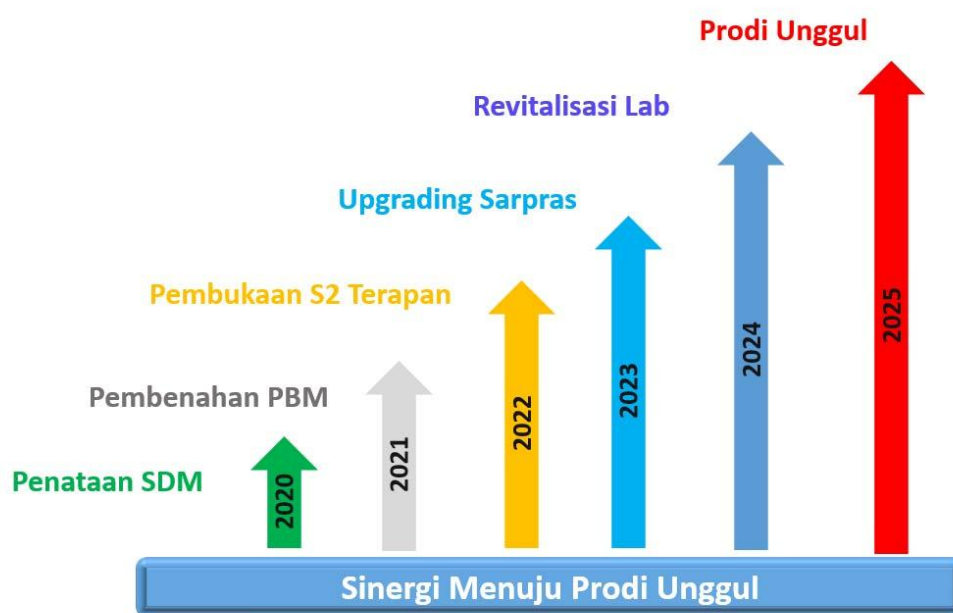 Prodi Unggul
Revitalisasi Lab
Upgrading Sarpras
Pembukaan S2 Terapan
Pembenahan PBM
Penataan SDM
2020
2021
2022
2023
2024
2025
Sinergi Menuju Prodi Unggul